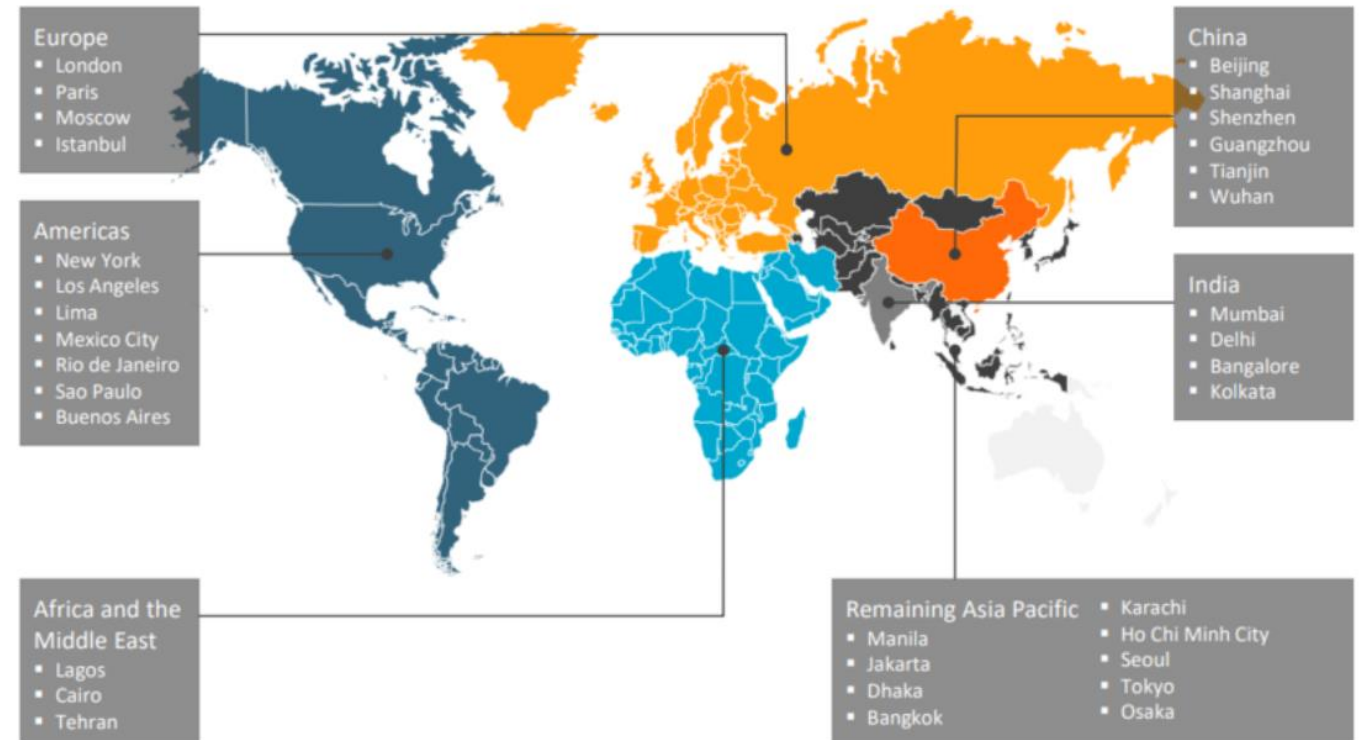 Europe
▪ London
▪ Paris
▪ Moscow
▪ Istanbul
Americas
▪ New York
▪ Los Angeles
▪ Lima
▪ Mexico City
▪ Rio de Janeiro
▪ Sao Paulo
▪ Buenos Aires
Africa and the
Middle East
▪ Lagos
▪ Cairo
▪ Tehran
China
▪ Beijing
▪ Shanghai
▪ Shenzhen
▪ Guangzhou
▪ Tianjin
▪ Wuhan
India
▪ Mumbai
▪ Delhi
▪ Bangalore
▪ Kolkata
Remaining Asia Pacific
▪ Manila
▪ Jakarta
▪ Dhaka
▪ Bangkok
▪ Karachi
▪ Ho Chi Minh City
▪ Seoul
▪ Tokyo
▪ Osaka